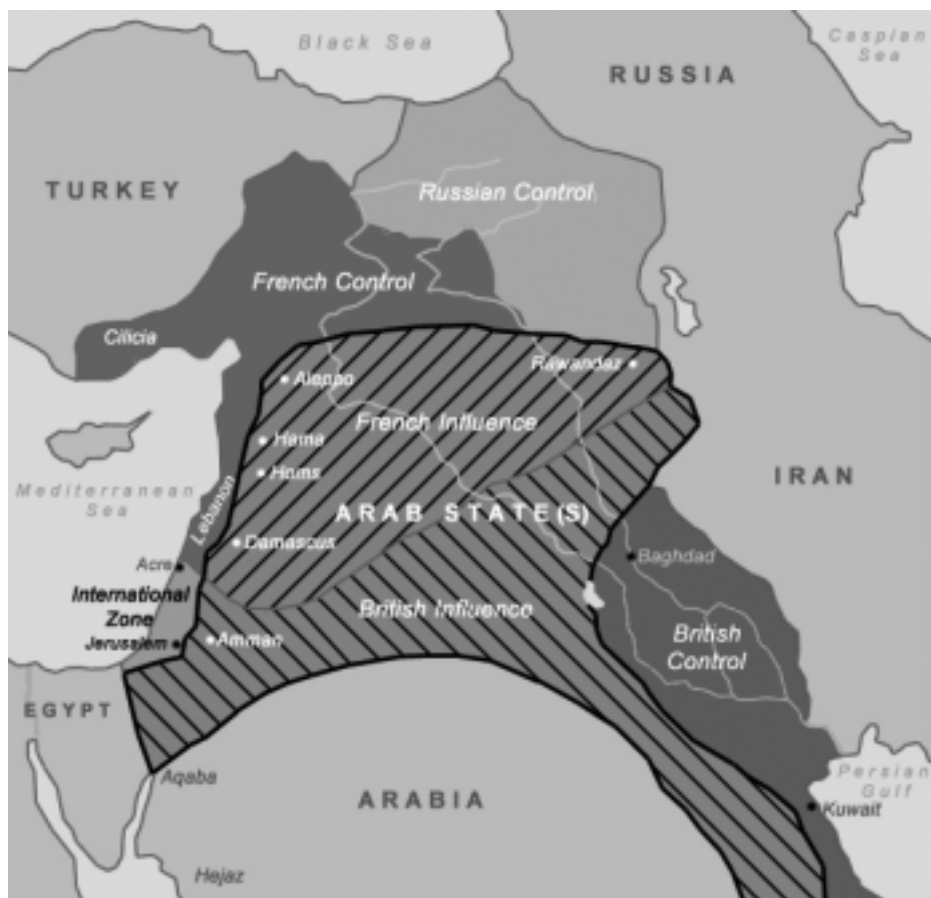 Black Sea
Caspian
Sea
RUSSIA
TURKEY
Russian Control
French Control
Cilicia
Rawandaz
Aleppo
French Influence
Hama
Homs
IRAN
Mediterranean
Sea
Lebanon
ARAB STATE(S)
Damascus
Baghdad
Acre
International
Zone
British Influence
Jerusalem
Amman
British
Control
EGYPT
Aqaba
Persian
Gulf
ARABIA
Kuwait
Hejaz